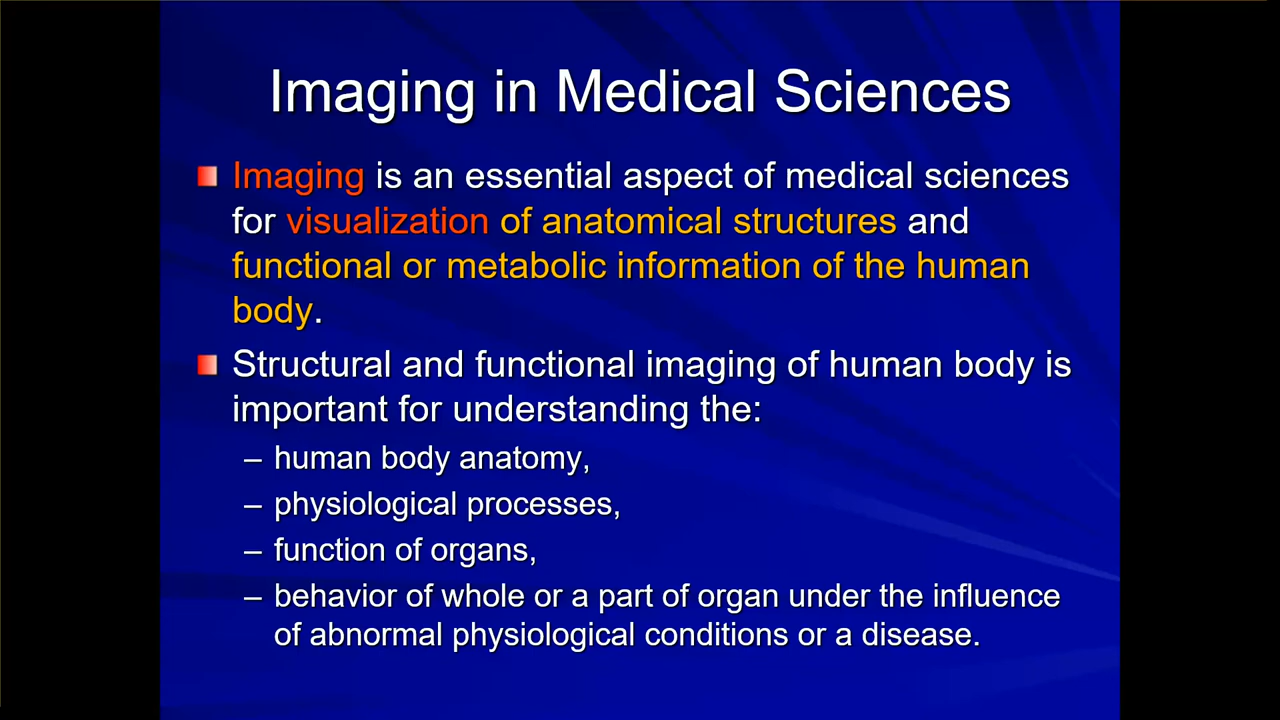 Imaging in Medical Sciences
Imaging is an essential aspect of medical sciences
for visualization of anatomical structures and
functional or metabolic information of the human
body.
Structural and functional imaging of human body is
important for understanding the:
– human body anatomy,
– physiological processes,
– function of organs,
– behavior of whole or a part of organ under the influence
of abnormal physiological conditions or a disease.